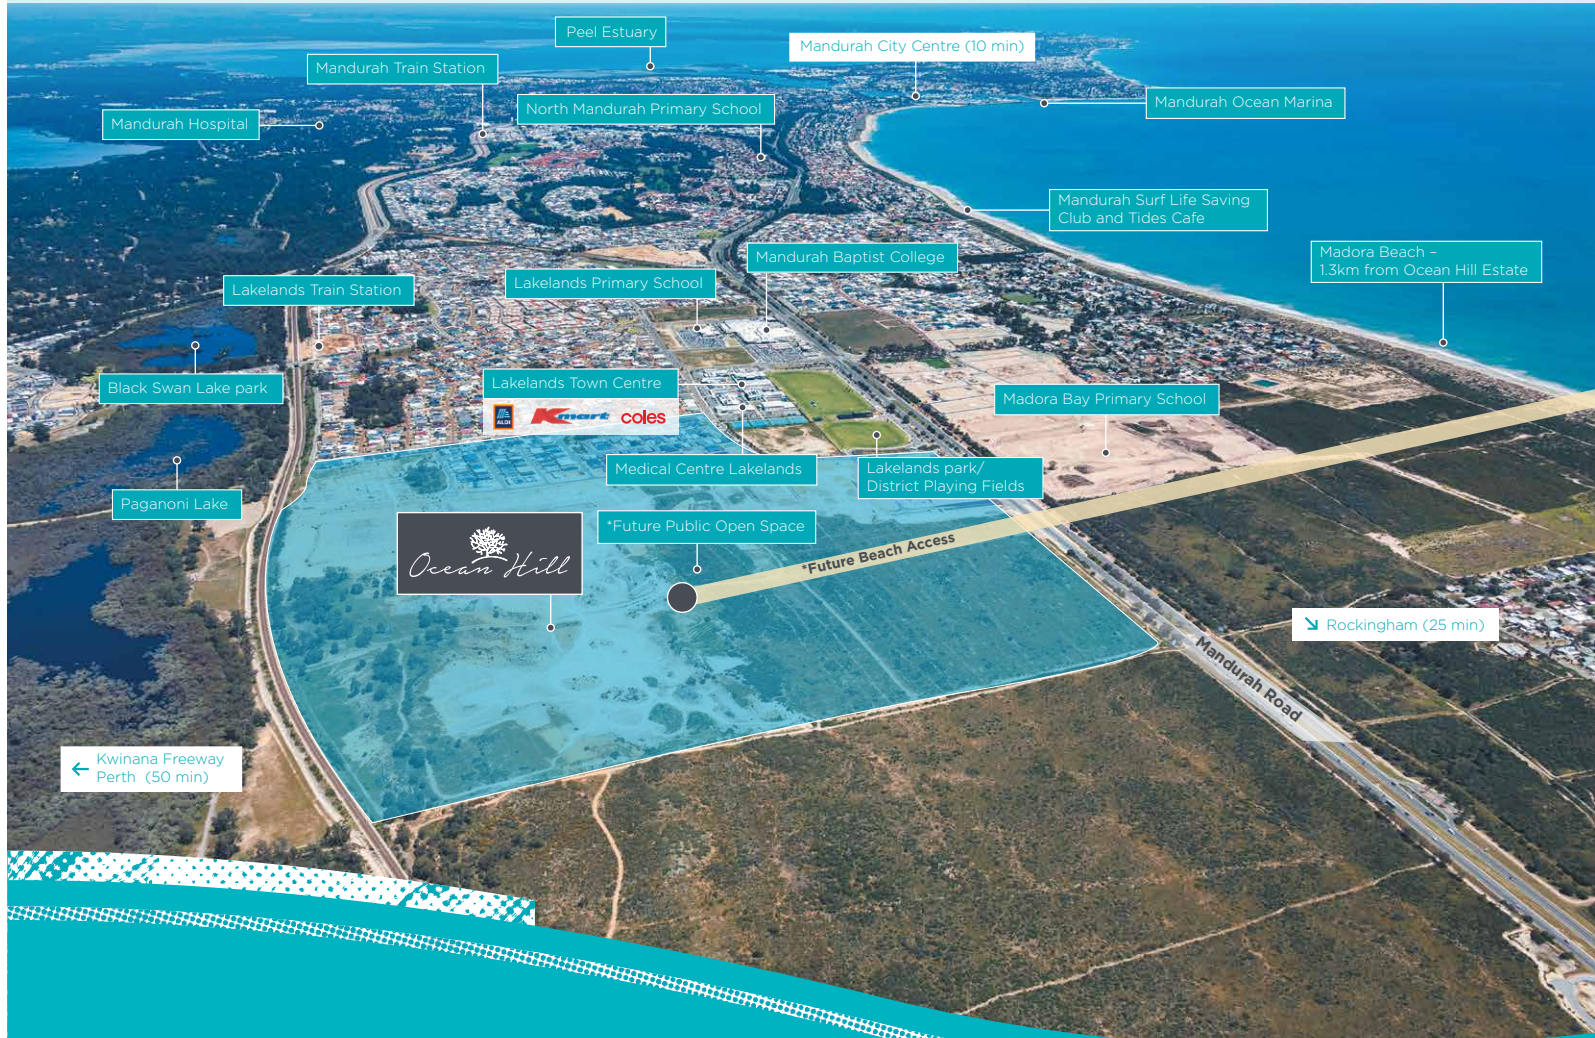 Peel Estuary
Mandurah City Centre (10 min)
Mandurah Train Station
Mandurah Ocean Marina
North Mandurah Primary School
Mandurah Hospital
Mandurah Surf Life Saving
Club and Tides Cafe
Madora Beach –
1.3km from Ocean Hill Estate
Mandurah Baptist College
Lakelands Primary School
Lakelands Train Station
Black Swan Lake park
Lakelands Town Centre
ALDI Kmart coles
Madora Bay Primary School
Medical Centre Lakelands
Lakelands park/
District Playing Fields
Paganoni Lake
*Future Public Open Space
Ocean Hill
*Future Beach Access
Rockingham (25 min)
Mandurah Road
Kwinana Freeway
Perth (50 min)